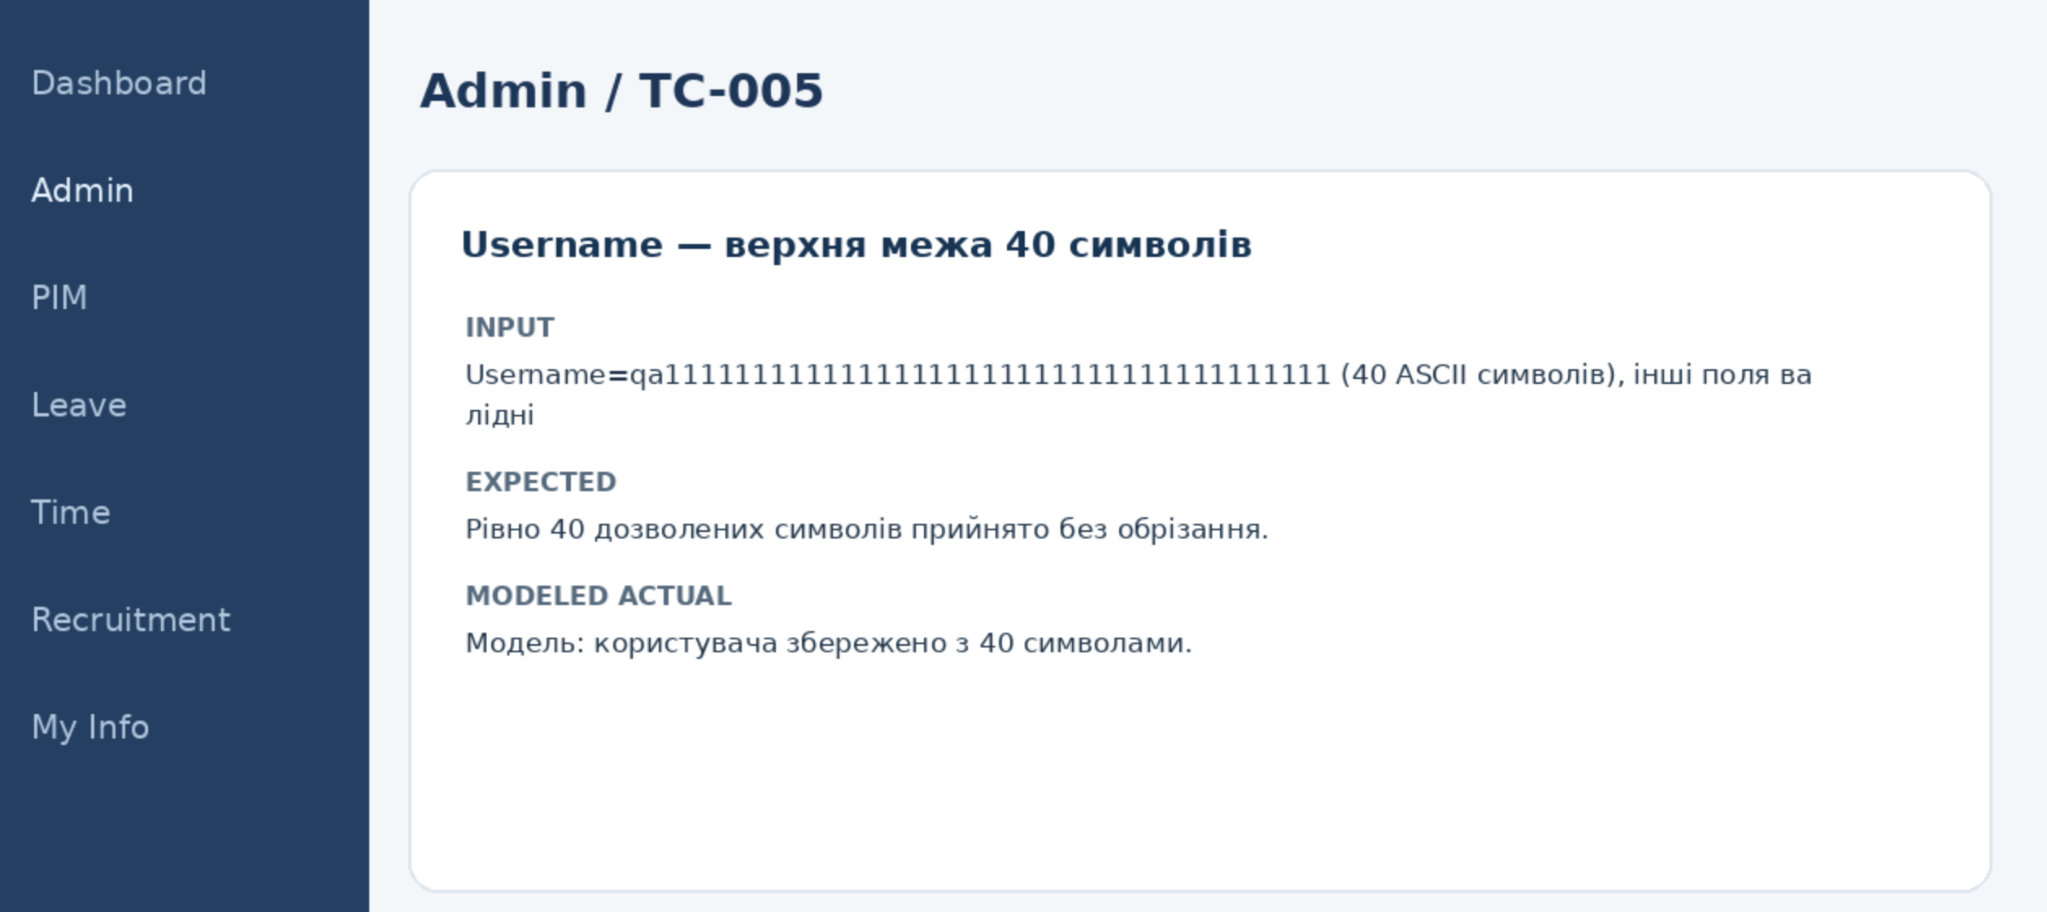 Dashboard
Admin
PIM
Leave
Time
Recruitment
My Info
Admin / TC-005
Username — верхня межа 40 символів
INPUT
Username=qa11111111111111111111111111111111111111 (40 ASCII символів), інші поля ва
лідні
EXPECTED
Рівно 40 дозволених символів прийнято без обрізання.
MODELED ACTUAL
Модель: користувача збережено з 40 символами.